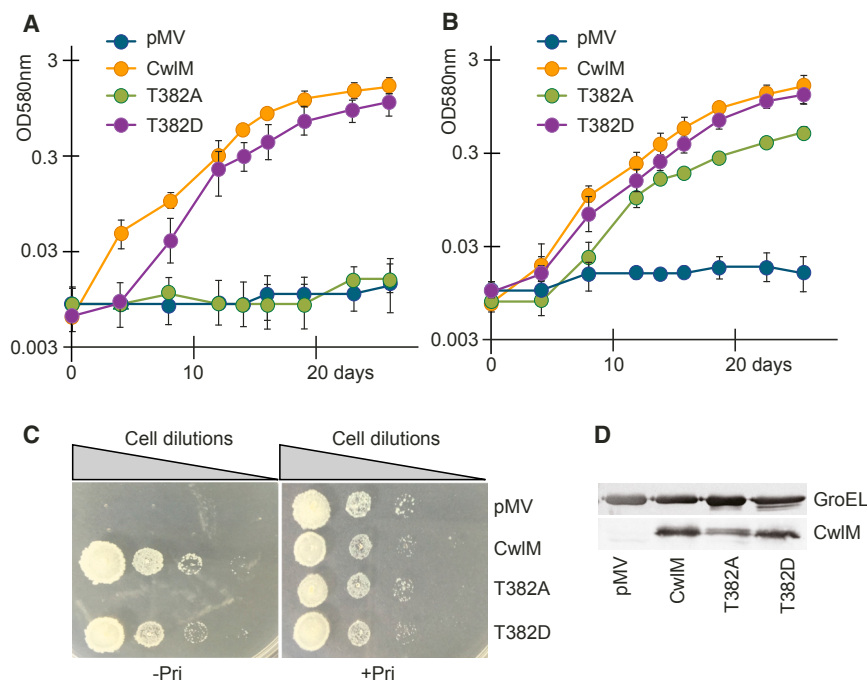 A
pMV
CwlM
T382A
T382D
OD580nm
3
0.3
0.03
0.003
0
10
20 days
B
pMV
CwlM
T382A
T382D
OD580nm
3
0.3
0.03
0.003
0
10
20 days
C
Cell dilutions
Cell dilutions
pMV
CwlM
T382A
T382D
-Pri
+Pri
D
GroEL
CwlM
pMV
CwlM
T382A
T382D